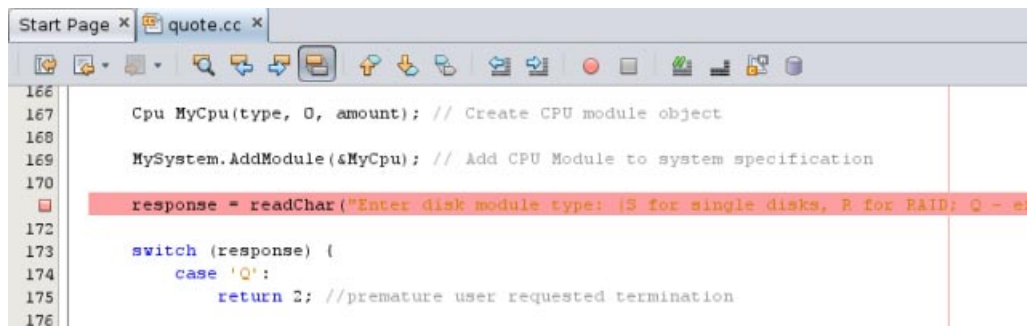 Start Page × quote.cc ×
166
167 Cpu MyCpu(type, 0, amount); // Create CPU module object
168
169 MySystem.AddModule(&MyCpu); // Add CPU Module to system specification
170
response = readChar("Enter disk module type: (S for single disks, R for RAID; Q - e
172
173 switch (response) {
174 case 'Q':
175 return 2; //premature user requested termination
176